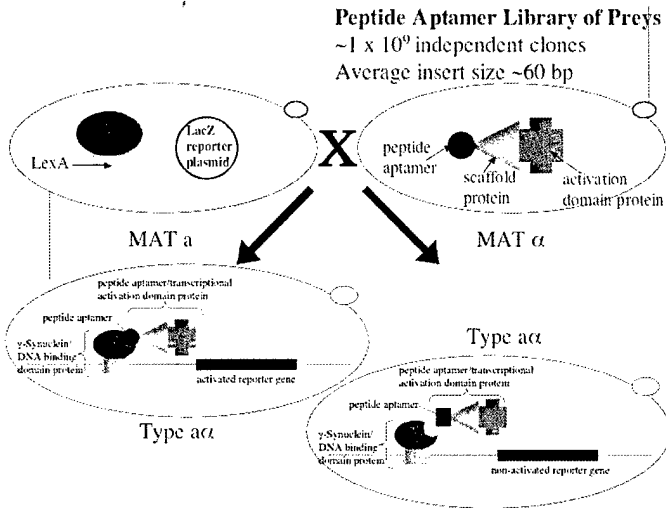 Peptide Aptamer Library of Preys
~1 x 10⁹ independent clones
Average insert size ~60 bp
LexA
LacZ
reporter
plasmid
X
peptide
aptamer
scaffold
protein
activation
domain protein
MAT a
MAT α
peptide aptamer/transcriptional
activation domain protein
peptide aptamer
γ-Synuclein/
DNA binding
domain protein
activated reporter gene
Type aα
Type aα
peptide aptamer/transcriptional
activation domain protein
peptide aptamer
γ-Synuclein/
DNA binding
domain protein
non-activated reporter gene